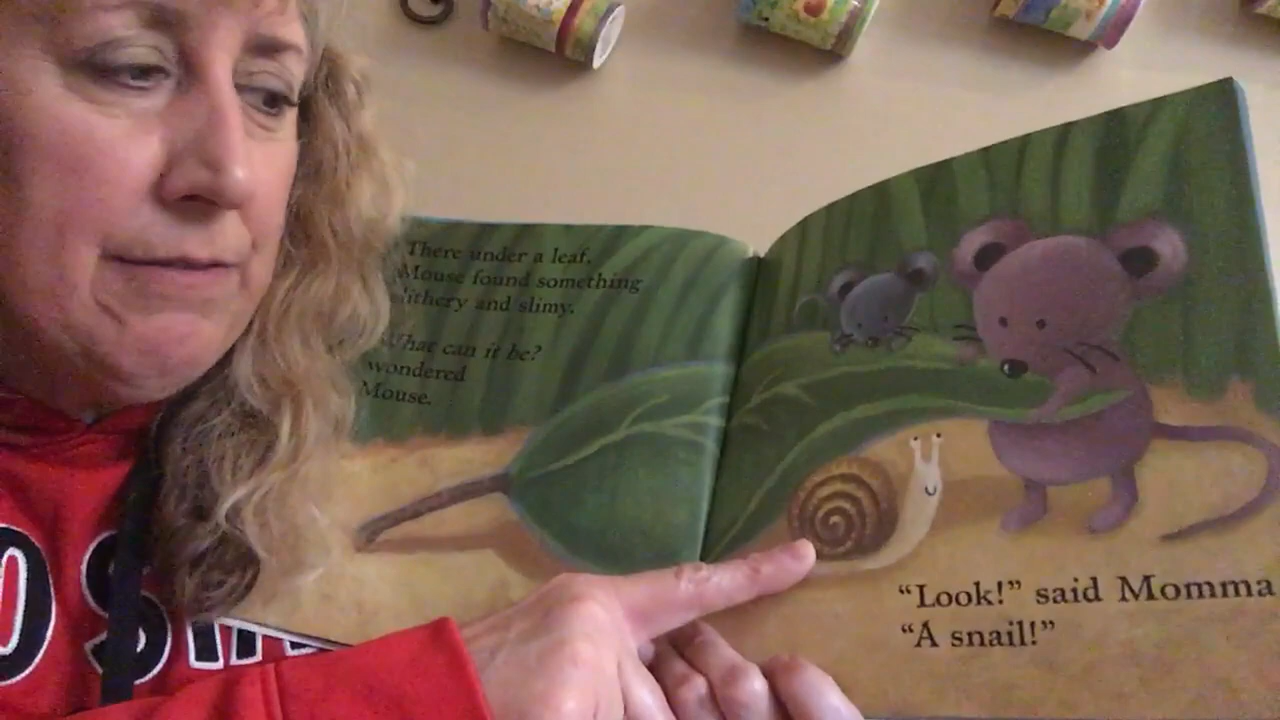 There under a leaf,
Mouse found something
slithery and slimy.
What can it be?
wondered
Mouse.
"Look!" said Momma
"A snail!"